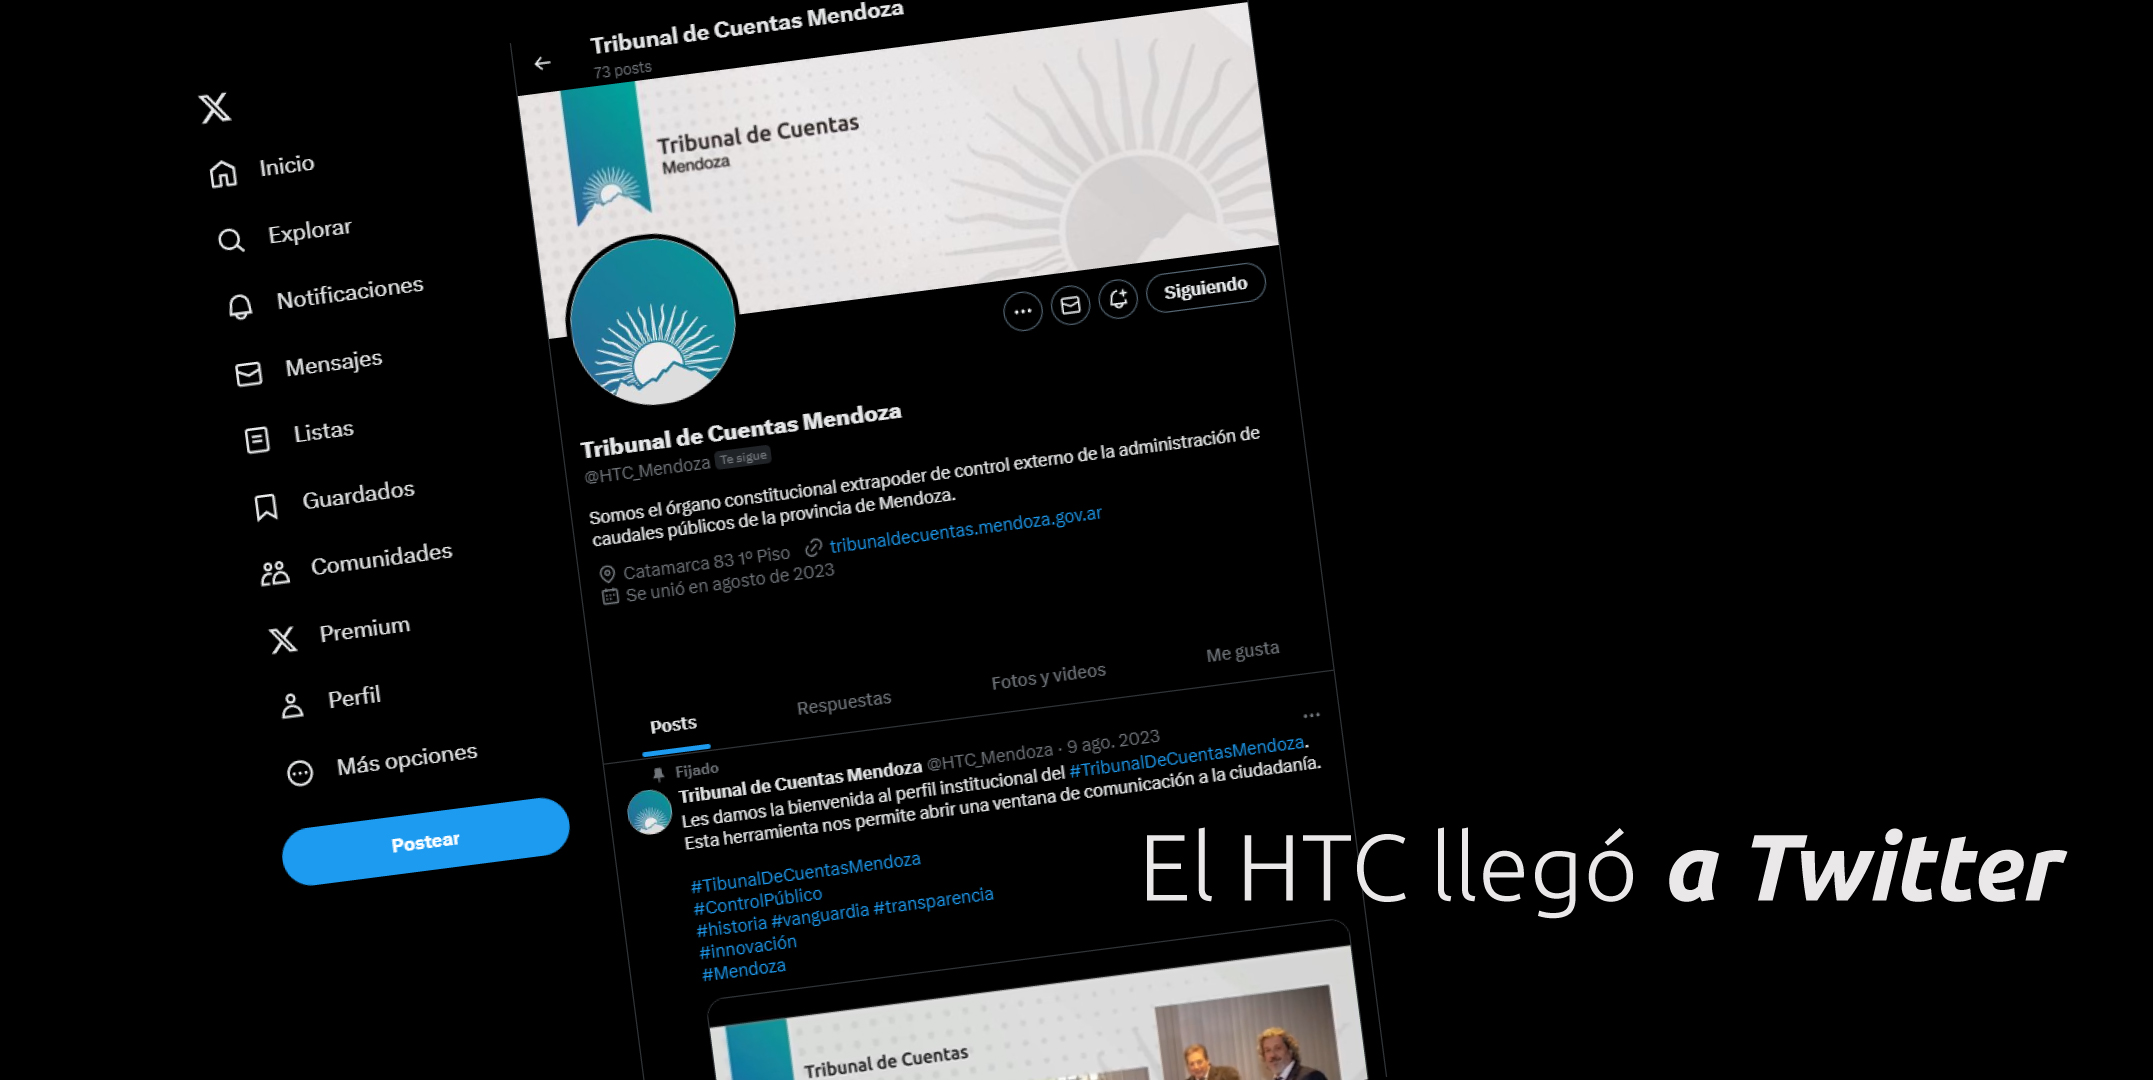 Inicio
Explorar
Notificaciones
Mensajes
Listas
Guardados
Comunidades
Premium
Perfil
Más opciones
Postear
Tribunal de Cuentas Mendoza
73 posts
Tribunal de Cuentas
Mendoza
Siguiendo
Tribunal de Cuentas Mendoza
@HTC_Mendoza Te sigue
Somos el órgano constitucional extrapoder de control externo de la administración de
caudales públicos de la provincia de Mendoza.
Catamarca 83 1º Piso tribunaldecuentas.mendoza.gov.ar
Se unió en agosto de 2023
Posts Respuestas Fotos y videos Me gusta
Fijado
Tribunal de Cuentas Mendoza @HTC_Mendoza · 9 ago. 2023
Les damos la bienvenida al perfil institucional del #TribunalDeCuentasMendoza.
Esta herramienta nos permite abrir una ventana de comunicación a la ciudadanía.
#TibunalDeCuentasMendoza
#ControlPúblico
#historia #vanguardia #transparencia
#innovación
#Mendoza
Tribunal de Cuentas
El HTC llegó a Twitter